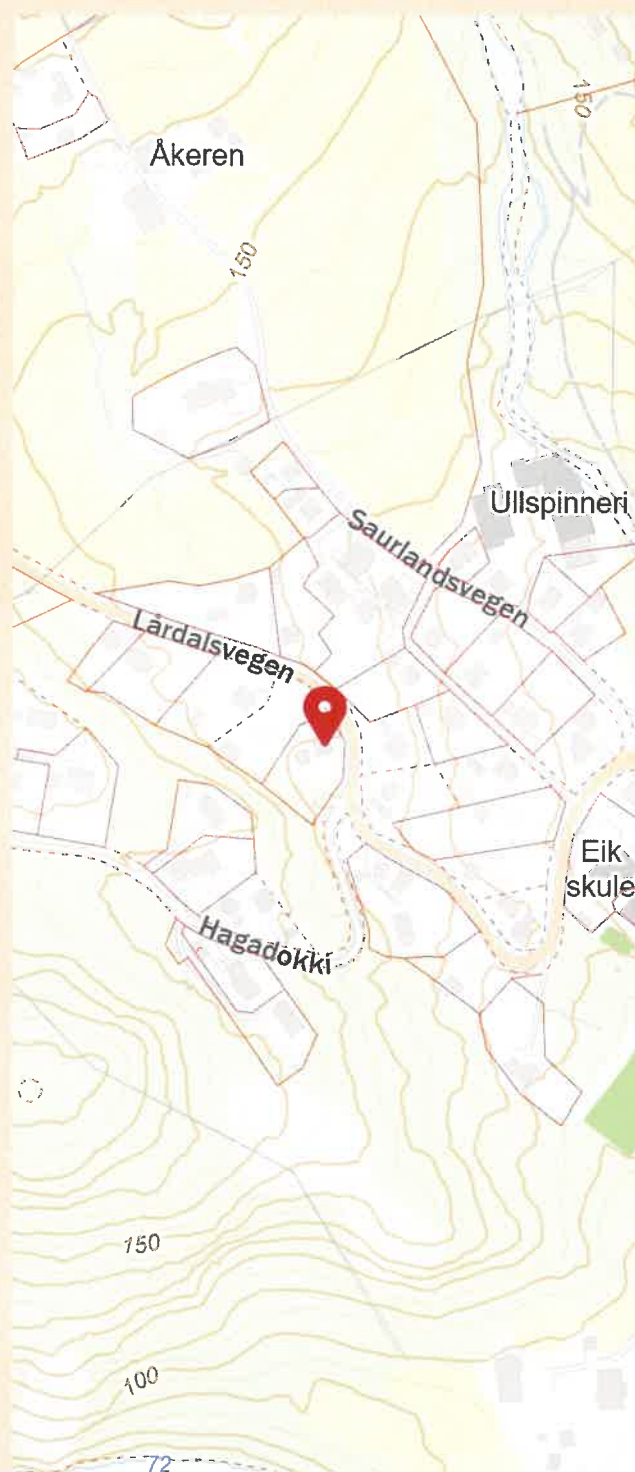 150
Åkeren
150
Ullspinneri
Saurlandsvegen
Lårdalsvegen
Eik
skule
Hagadokki
150
100
72